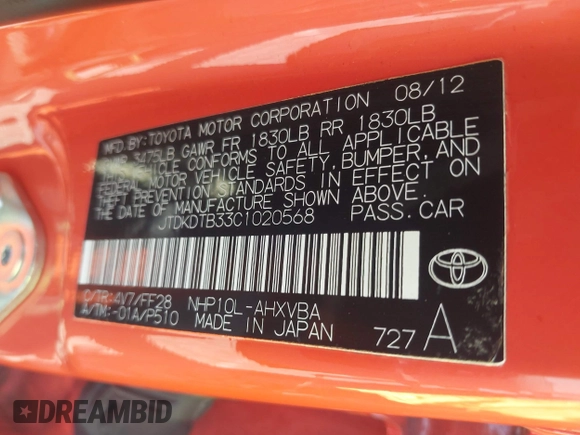 MFD.BY:TOYOTA MOTOR CORPORATION 08/12
3475LB GAWR FR 1830LB RR 1830LB
VEHICLE CONFORMS TO ALL APPLICABLE
FEDERAL MOTOR VEHICLE SAFETY, BUMPER, AND
THEFT PREVENTION STANDARDS IN EFFECT ON
THE DATE OF MANUFACTURE SHOWN ABOVE.
JTDKDTB33C1020568 PASS.CAR
C/TR:4V7/FF28 NHP10L-AHXVBA
A/TM:-01A/P510 MADE IN JAPAN
727 A
DREAMBID